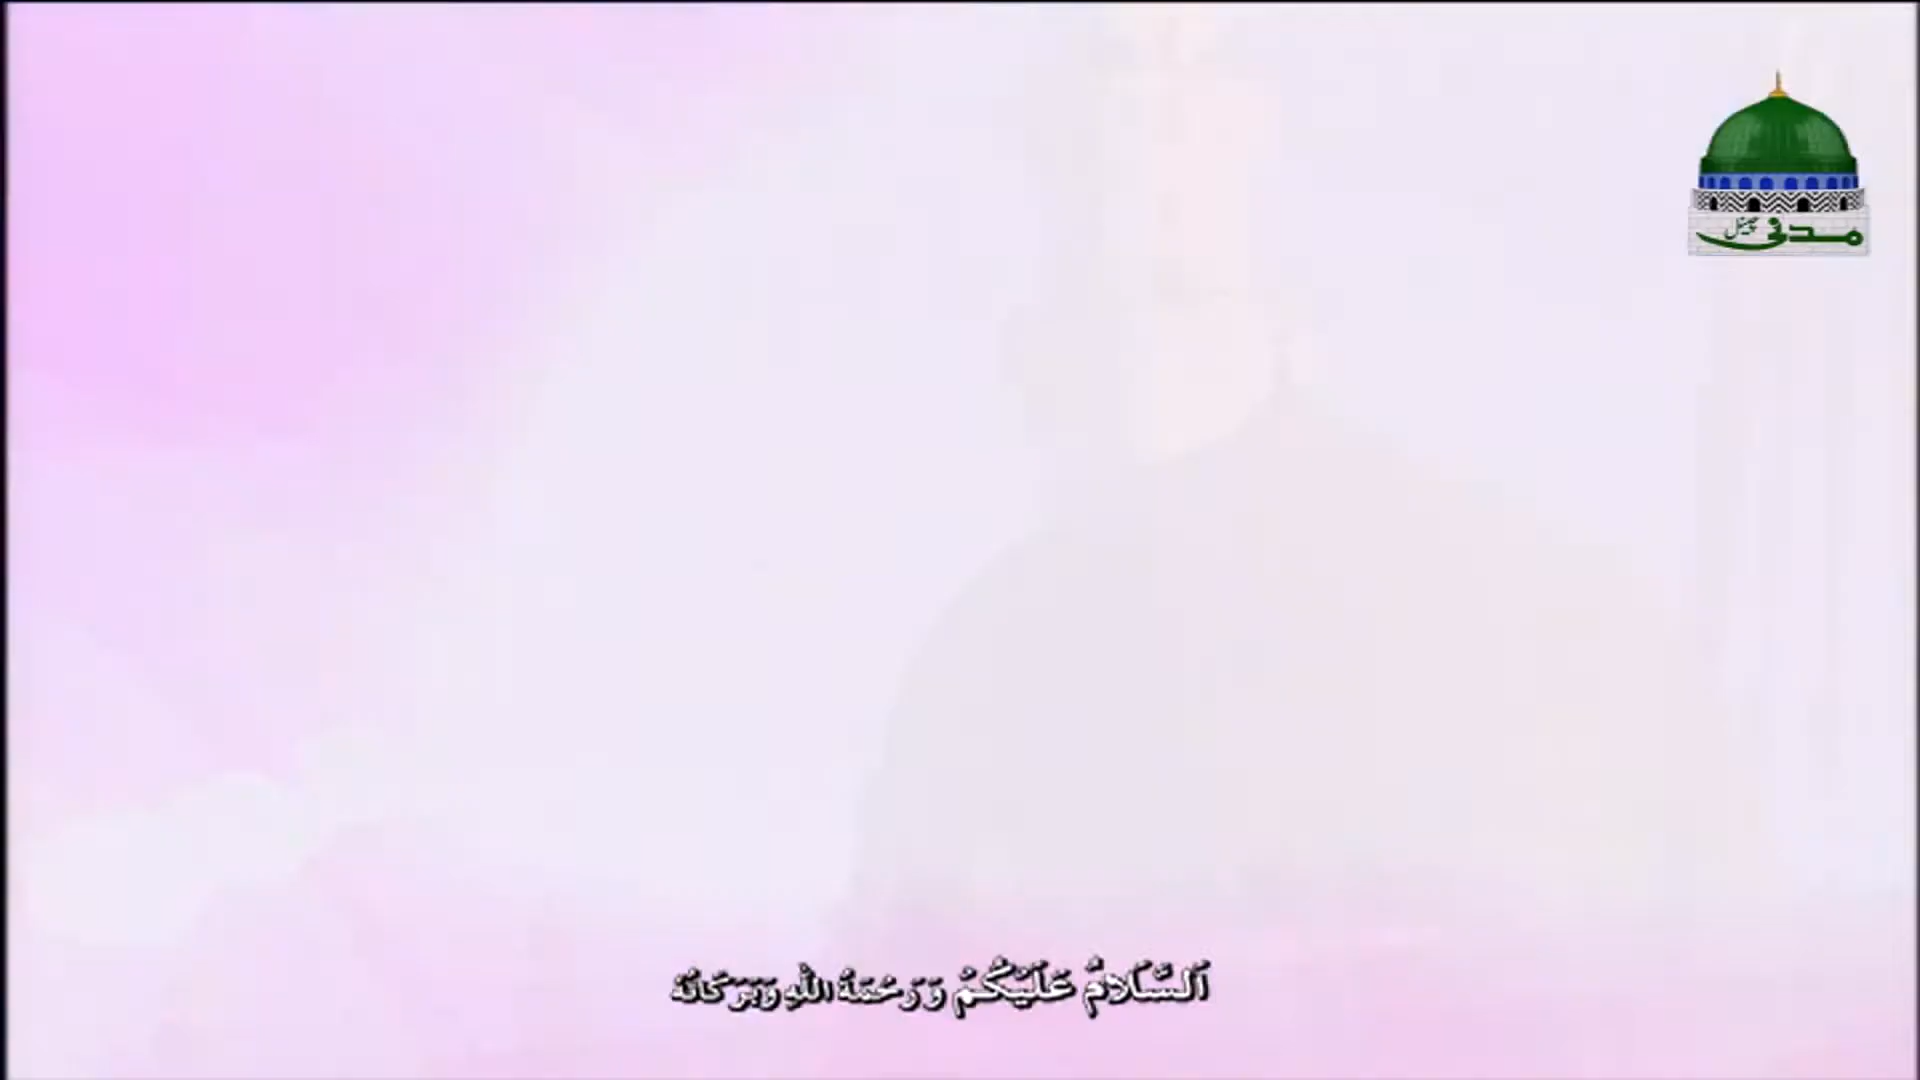 مدنی چینل
اَلسَّلَامُ عَلَيْكُمْ وَرَحْمَةُ اللهِ وَبَرَكَاتُهُ